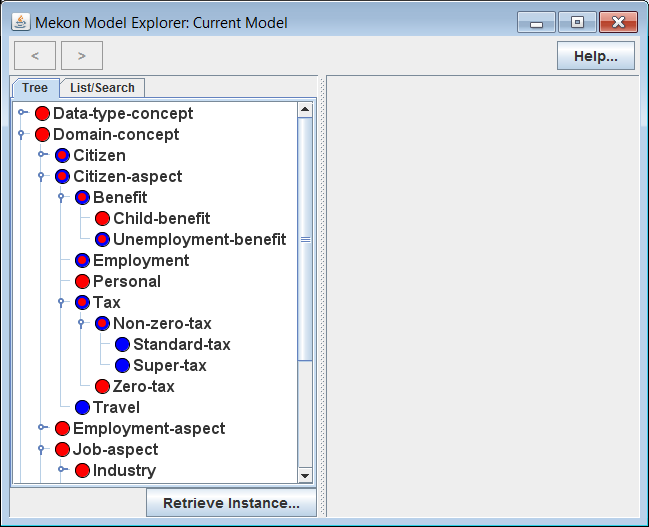 Mekon Model Explorer: Current Model
< > Help...
Tree List/Search
Data-type-concept
Domain-concept
Citizen
Citizen-aspect
Benefit
Child-benefit
Unemployment-benefit
Employment
Personal
Tax
Non-zero-tax
Standard-tax
Super-tax
Zero-tax
Travel
Employment-aspect
Job-aspect
Industry
Retrieve Instance...